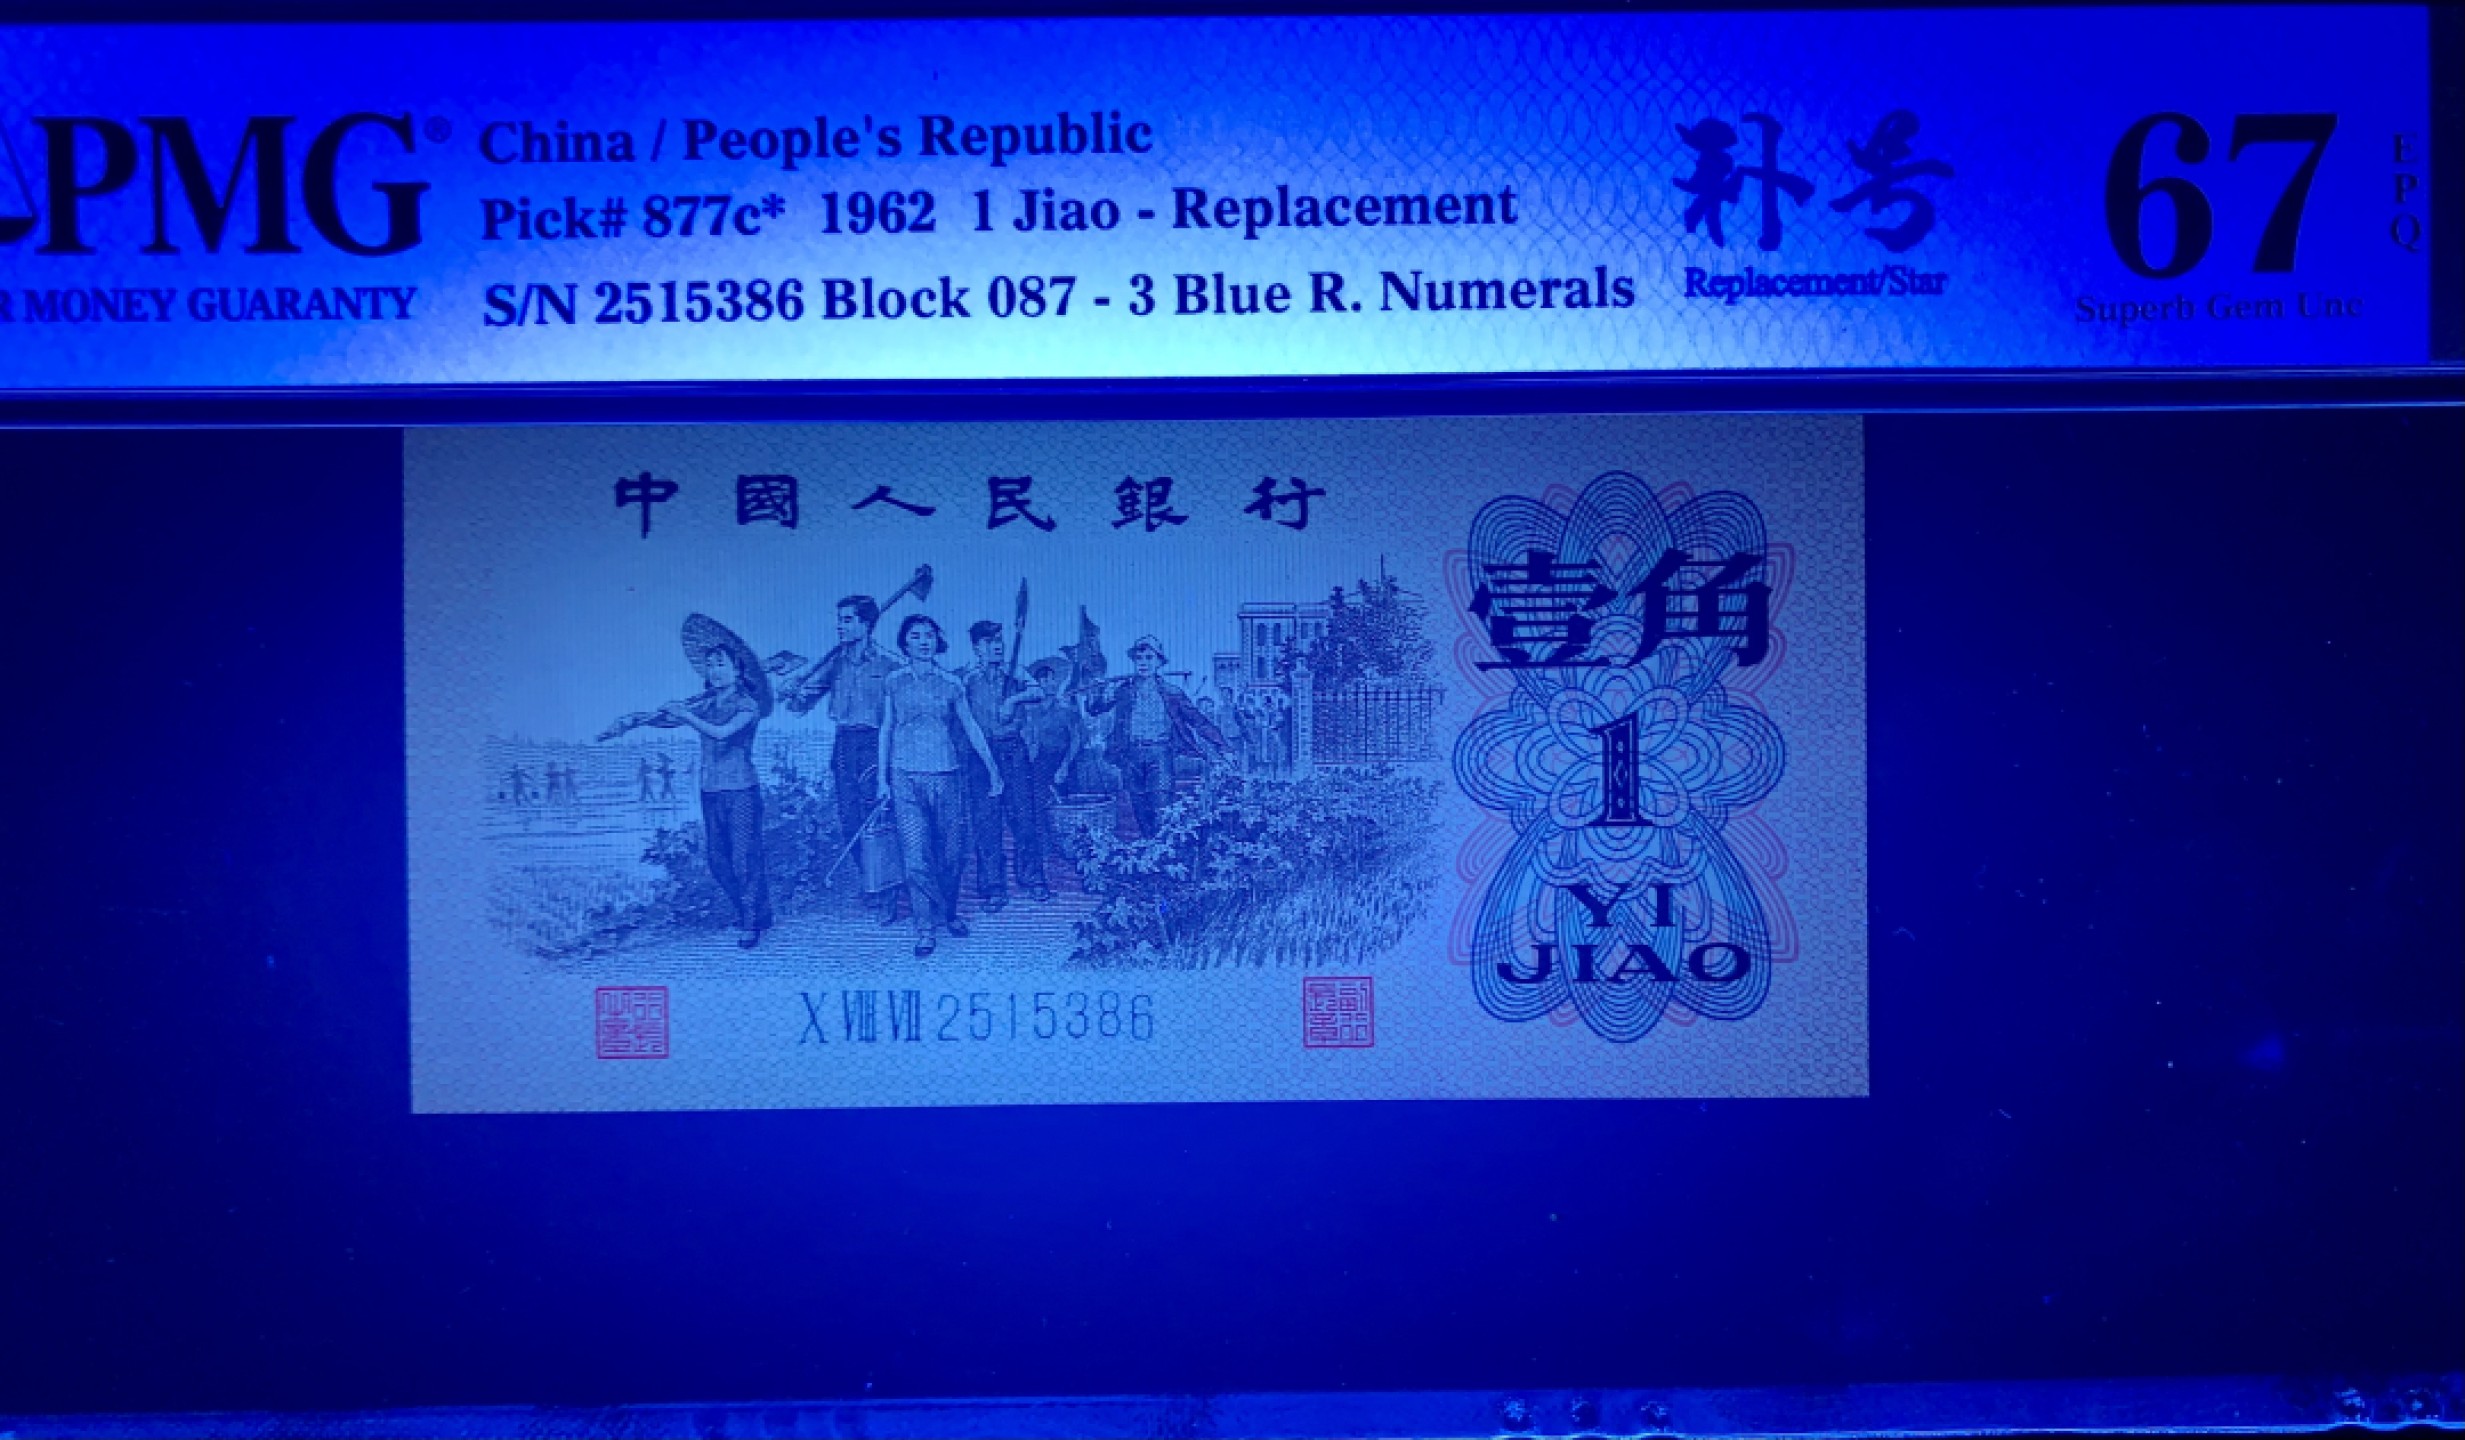 PMG®
R MONEY GUARANTY
China / People's Republic
Pick# 877c* 1962 1 Jiao - Replacement
S/N 2515386 Block 087 - 3 Blue R. Numerals
补号
Replacement/Star
67
EPQ
Superb Gem Unc
中國人民銀行
壹角
1
YI
JIAO
X VIII VII 2515386